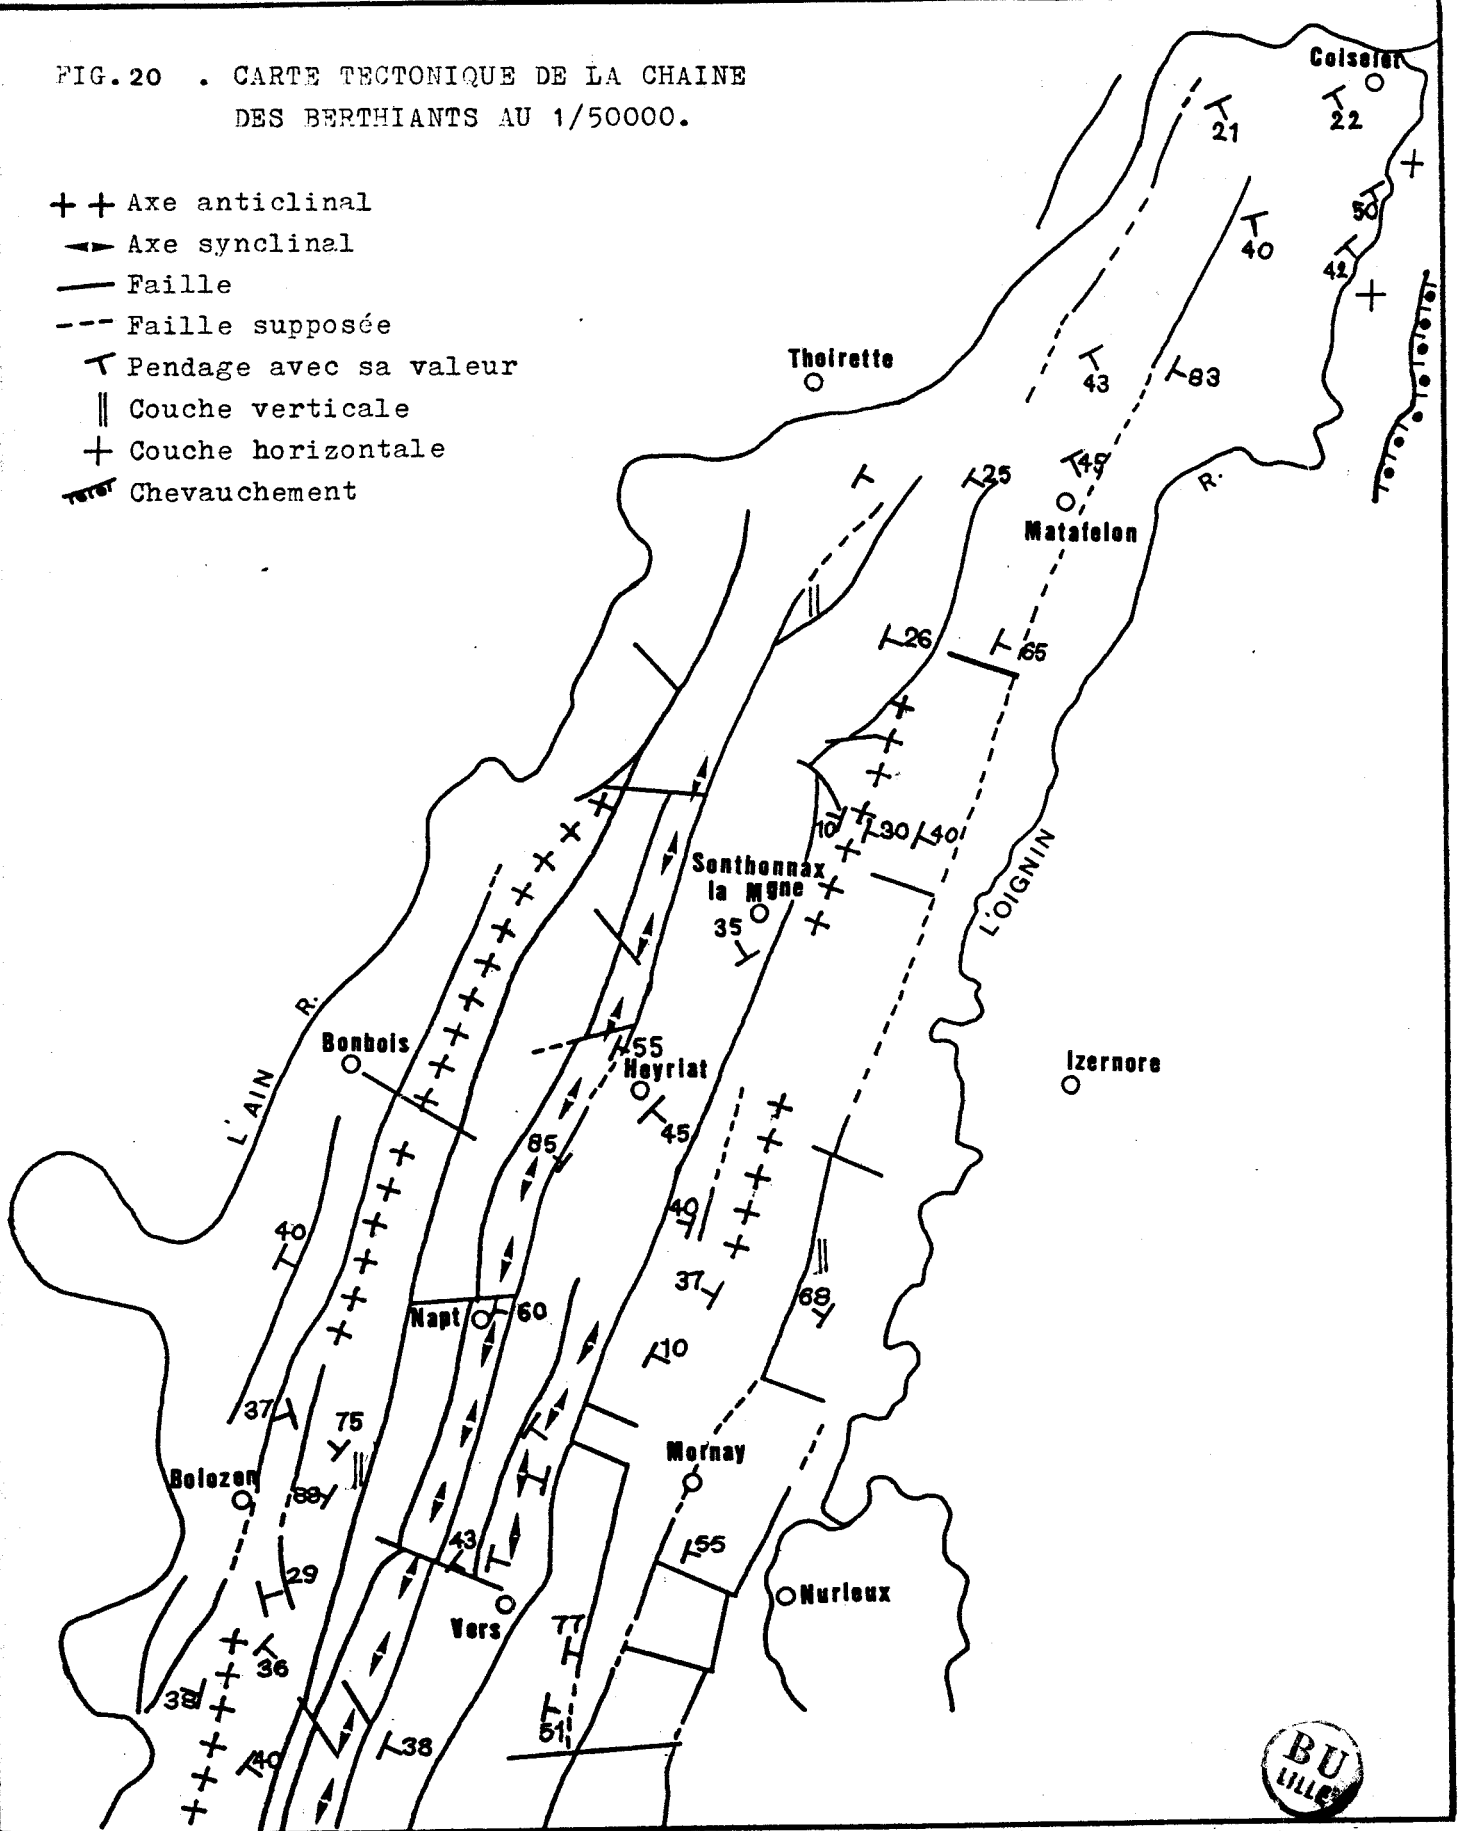 FIG.20 . CARTE TECTONIQUE DE LA CHAINE
DES BERTHIANTS AU 1/50000.
Axe anticlinal
Axe synclinal
Faille
Faille supposée
Pendage avec sa valeur
Couche verticale
Couche horizontale
Chevauchement
Coiselet
21
22
50
40
42
Thoirette
43
83
45
25
R.
Matafelon
26
65
10
30
40
Sonthonnax
la Mgne
35
L'OIGNIN
R.
Bonbois
55
Heyriat
Izernore
L'AIN
45
85
40
40
37
68
Napt
60
10
37
75
Mornay
Bolozon
88
43
55
29
Nurieux
Vers
77
36
38
51
38
40
BU
LILLE